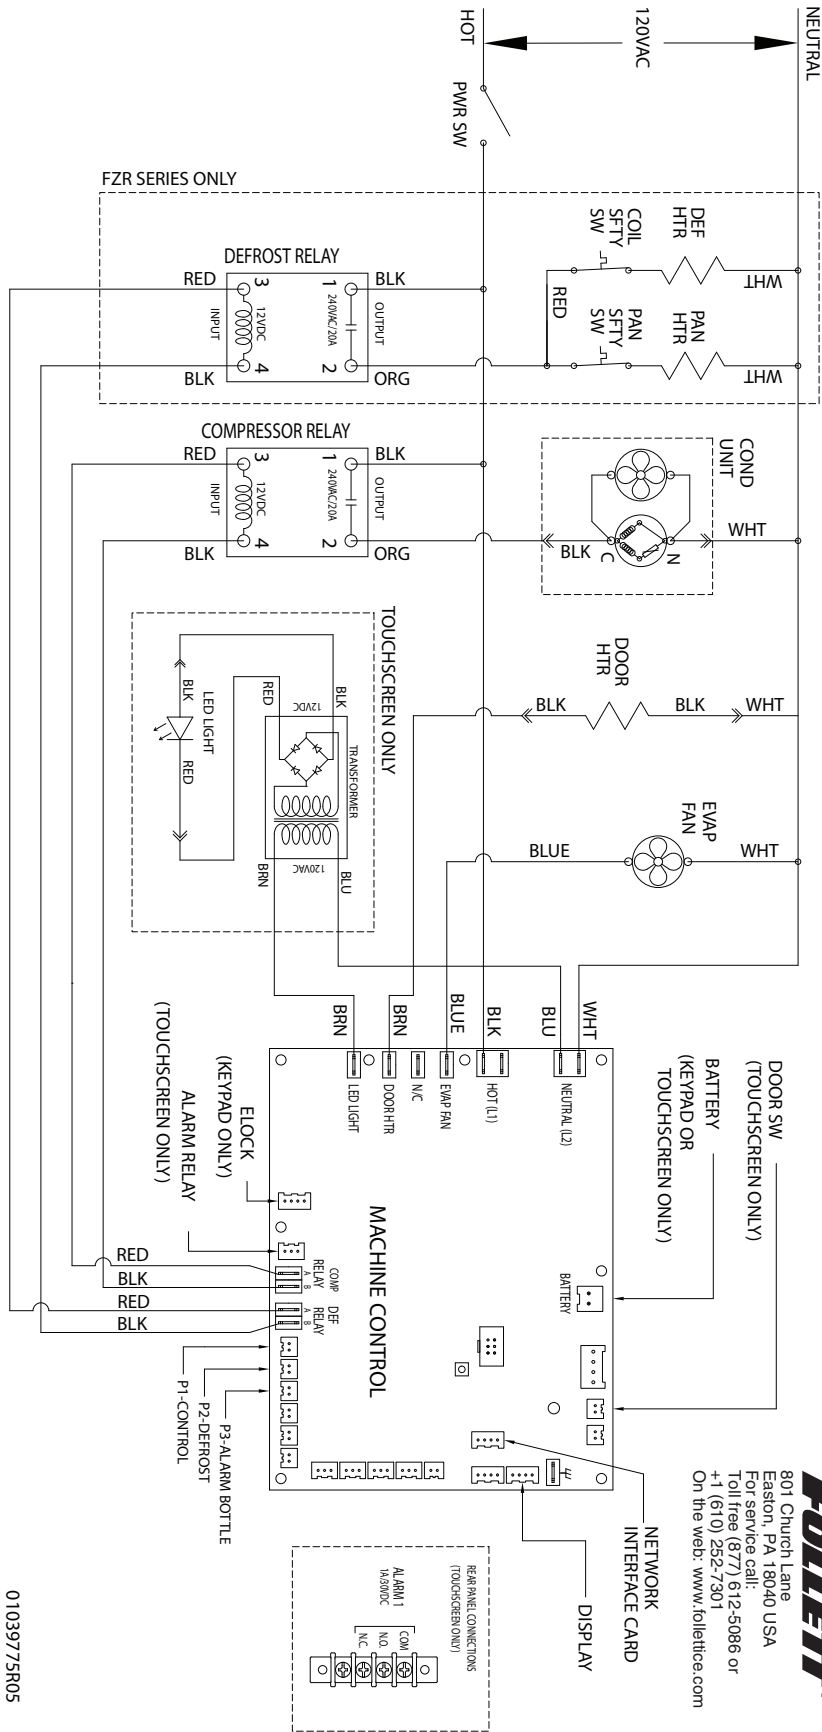 NEUTRAL
120VAC
HOT
PWR SW
FZR SERIES ONLY
DEF
HTR
WHT
COIL
SFTY
SW
RED
PAN
HTR
WHT
PAN
SFTY
SW
DEFROST RELAY
RED
BLK
3
1
12VDC
240VAC/20A
INPUT
OUTPUT
4
2
BLK
ORG
COMPRESSOR RELAY
RED
BLK
3
1
12VDC
240VAC/20A
INPUT
OUTPUT
4
2
BLK
ORG
COND
UNIT
WHT
BLK
C
N
DOOR
HTR
BLK
BLK
WHT
EVAP
FAN
BLUE
WHT
TOUCHSCREEN ONLY
BLK
LED LIGHT
RED
RED
BLK
12VDC
TRANSFORMER
120VAC
BRN
BLU
BRN
BRN
BLUE
BLK
BLU
WHT
LED LIGHT
DOOR HTR
N/C
EVAP FAN
HOT (L1)
NEUTRAL (L2)
MACHINE CONTROL
BATTERY
DOOR SW
(TOUCHSCREEN ONLY)
BATTERY
(KEYPAD OR
TOUCHSCREEN ONLY)
ELOCK
(KEYPAD ONLY)
ALARM RELAY
(TOUCHSCREEN ONLY)
RED
BLK
RED
BLK
COMP
RELAY
A
B
DEF
RELAY
A
B
P1-CONTROL
P2-DEFROST
P3-ALARM BOTTLE
NETWORK
INTERFACE CARD
DISPLAY
REAR PANEL CONNECTIONS
(TOUCHSCREEN ONLY)
ALARM 1
1A/30VDC
COM
N.O.
N.C.
FOLLETT
801 Church Lane
Easton, PA 18040 USA
For service call:
Toll free (877) 612-5086 or
+1 (610) 252-7301
On the web: www.follettice.com
01039775R05